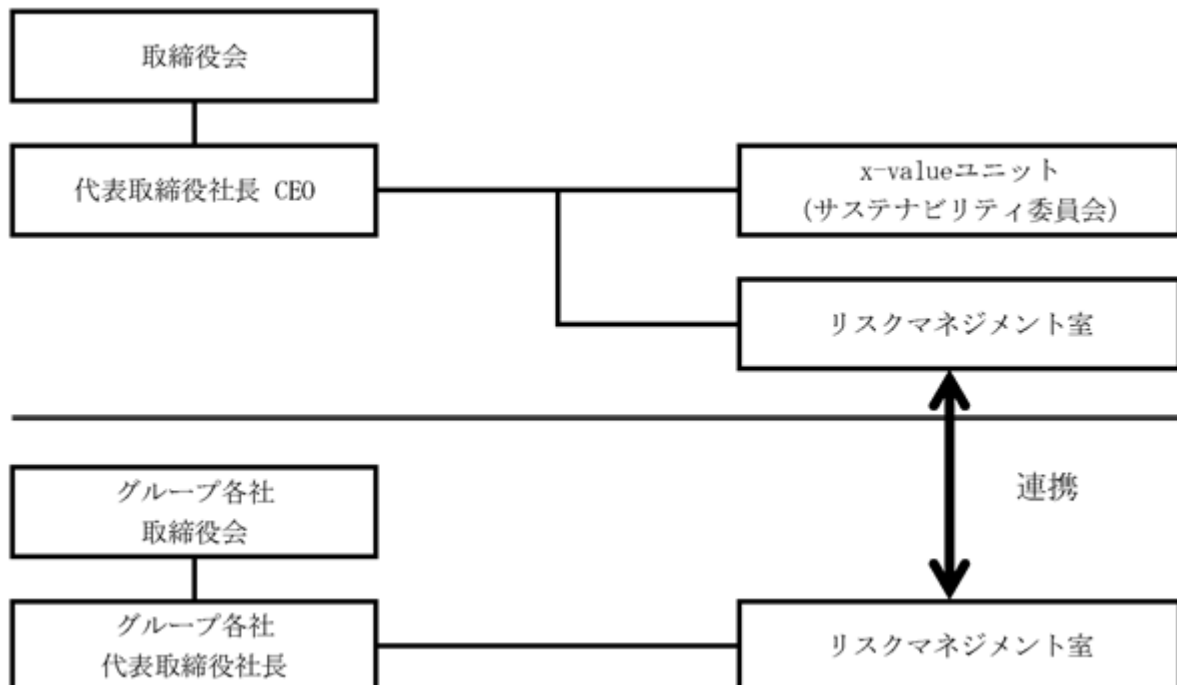 取締役会
代表取締役社長 CEO
x-valueユニット
(サステナビリティ委員会)
リスクマネジメント室
連携
グループ各社
取締役会
グループ各社
代表取締役社長
リスクマネジメント室